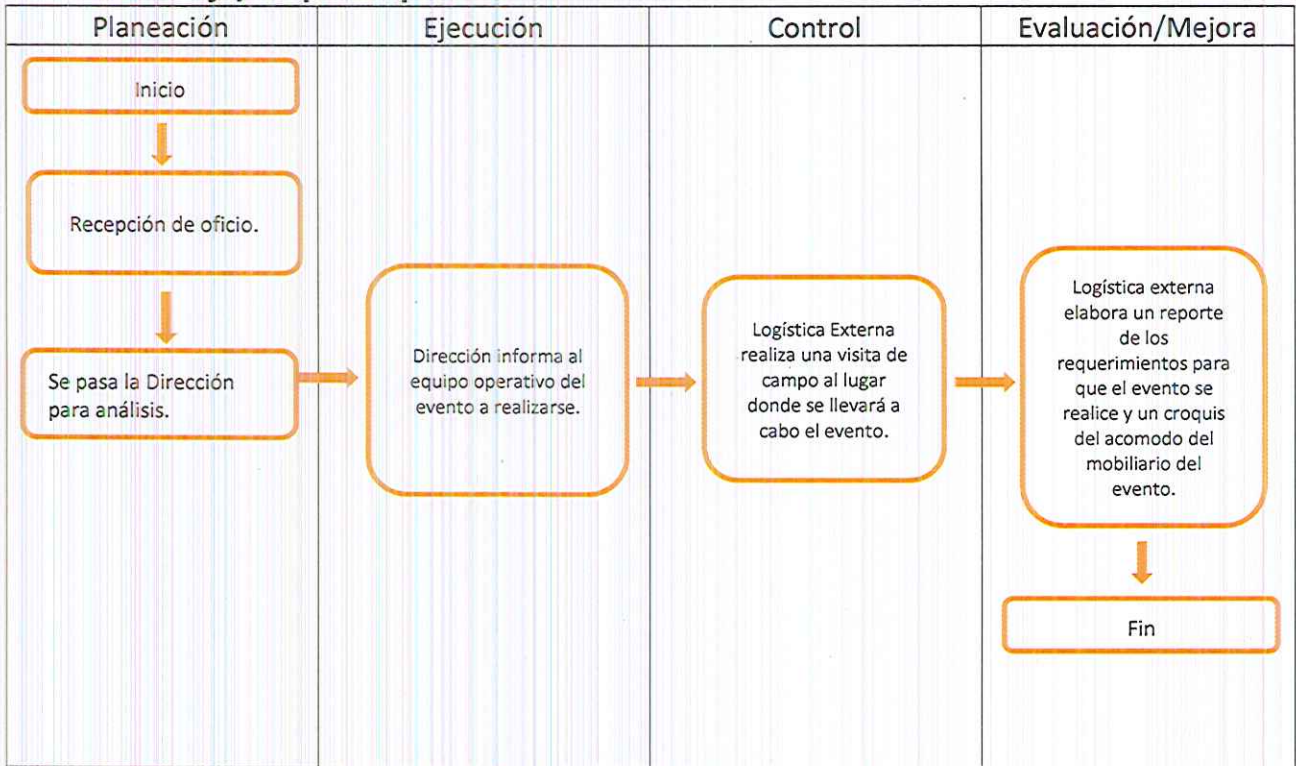 Planeación
Ejecución
Control
Evaluación/Mejora
Inicio
Recepción de oficio.
Se pasa la Dirección
para análisis.
Dirección informa al
equipo operativo del
evento a realizarse.
Logística Externa
realiza una visita de
campo al lugar
donde se llevará a
cabo el evento.
Logística externa
elabora un reporte
de los
requerimientos para
que el evento se
realice y un croquis
del acomodo del
mobiliario del
evento.
Fin